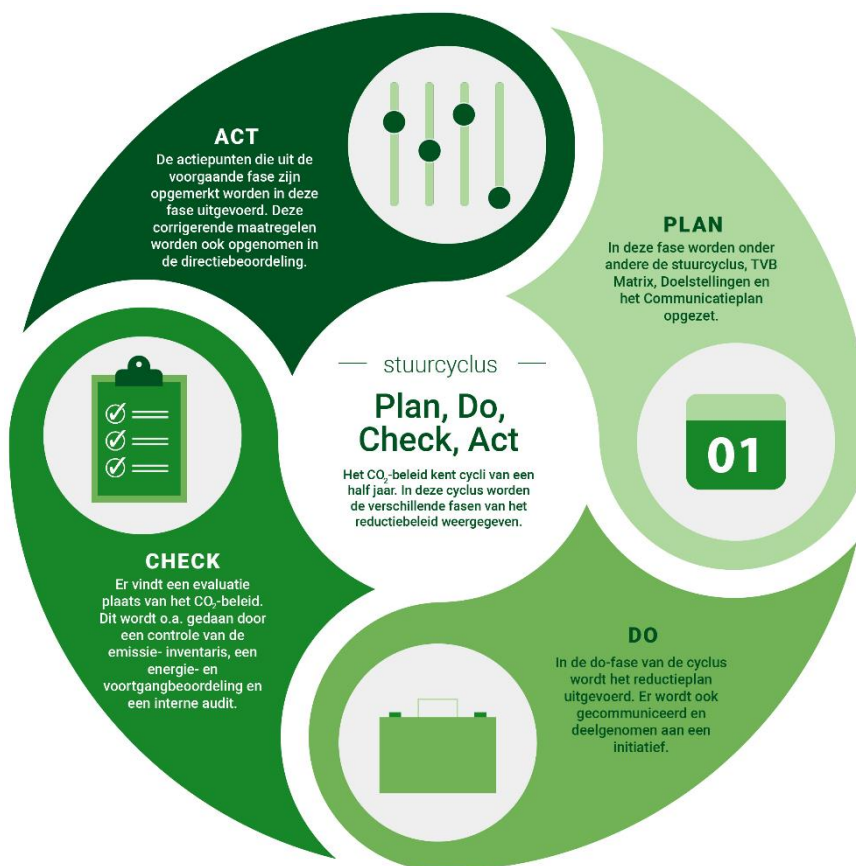 ACT
De actiepunten die uit de
voorgaande fase zijn
opgemerkt worden in deze
fase uitgevoerd. Deze
corrigerende maatregelen
worden ook opgenomen in
de directiebeoordeling.
PLAN
In deze fase worden onder
andere de stuurcyclus, TVB
Matrix, Doelstellingen en
het Communicatieplan
opgezet.
01
stuurcyclus
Plan, Do,
Check, Act
Het CO₂-beleid kent cycli van een
half jaar. In deze cyclus worden
de verschillende fasen van het
reductiebeleid weergegeven.
CHECK
Er vindt een evaluatie
plaats van het CO₂-beleid.
Dit wordt o.a. gedaan door
een controle van de
emissie- inventaris, een
energie- en
voortgangbeoordeling en
een interne audit.
DO
In de do-fase van de cyclus
wordt het reductieplan
uitgevoerd. Er wordt ook
gecommuniceerd en
deelgenomen aan een
initiatief.